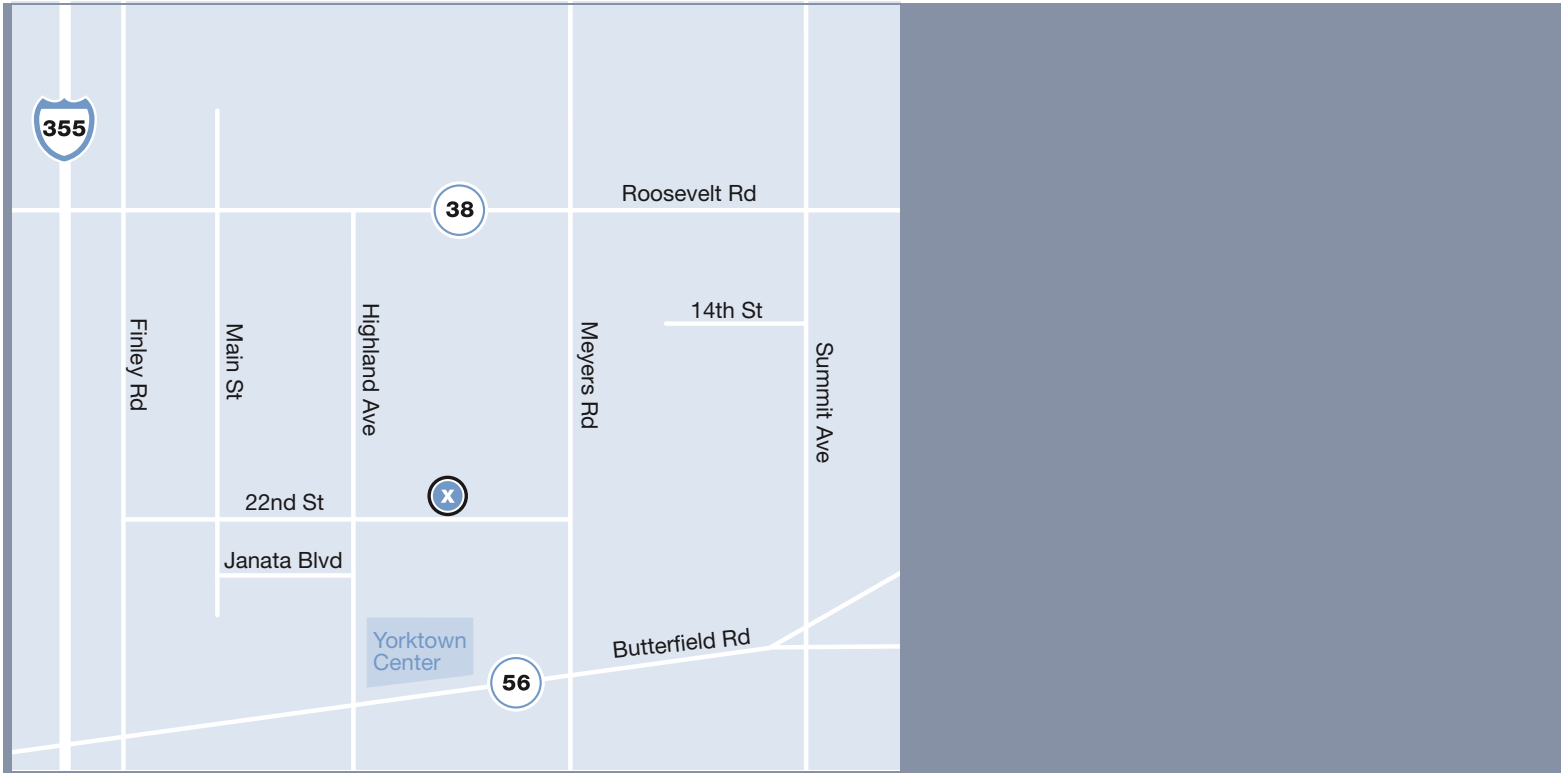 355
38
Roosevelt Rd
14th St
Finley Rd
Main St
Highland Ave
Meyers Rd
Summit Ave
X
22nd St
Janata Blvd
Yorktown
Center
Butterfield Rd
56